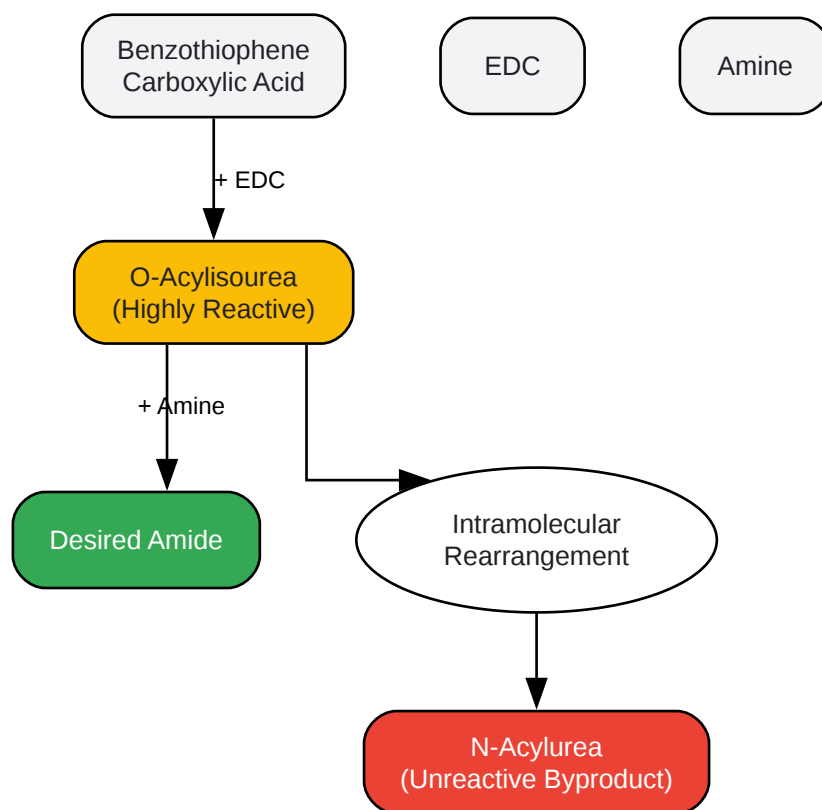 Benzothiophene
Carboxylic Acid
EDC
Amine
+ EDC
O-Acylisourea
(Highly Reactive)
+ Amine
Desired Amide
Intramolecular
Rearrangement
N-Acylurea
(Unreactive Byproduct)